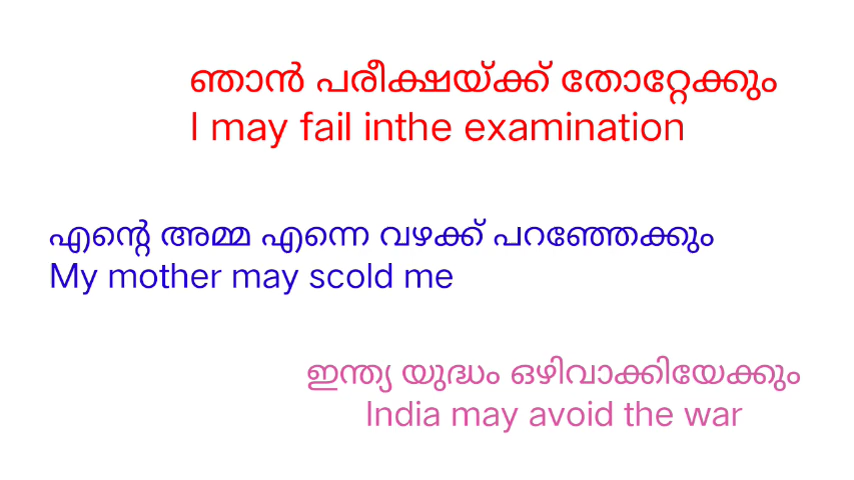 ഞാൻ പരീക്ഷയ്ക്ക് തോറ്റേക്കും
I may fail inthe examination
എന്റെ അമ്മ എന്നെ വഴക്ക് പറഞ്ഞേക്കും
My mother may scold me
ഇന്ത്യ യുദ്ധം ഒഴിവാക്കിയേക്കും
India may avoid the war